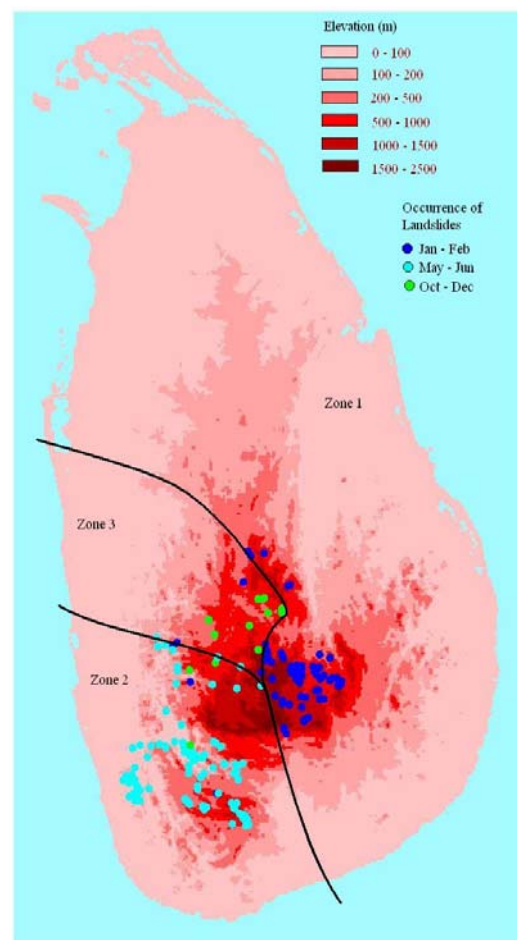 Elevation (m)
0 - 100
100 - 200
200 - 500
500 - 1000
1000 - 1500
1500 - 2500
Occurrence of
Landslides
Jan - Feb
May - Jun
Oct - Dec
Zone 1
Zone 3
Zone 2